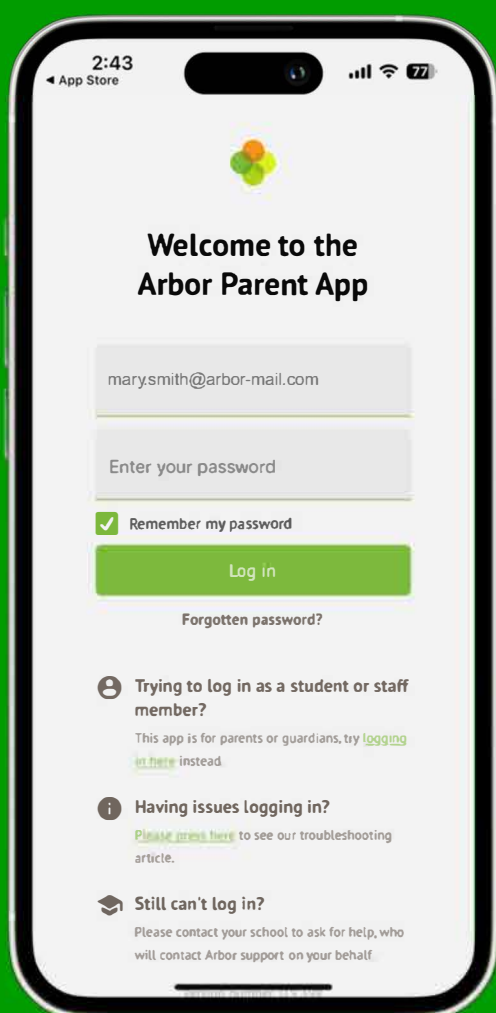 2:43
77
◀ App Store
Welcome to the
Arbor Parent App
mary.smith@arbor-mail.com
Enter your password
Remember my password
Log in
Forgotten password?
Trying to log in as a student or staff
member?
This app is for parents or guardians, try logging
in here instead.
Having issues logging in?
Please press here to see our troubleshooting
article.
Still can't log in?
Please contact your school to ask for help, who
will contact Arbor support on your behalf.